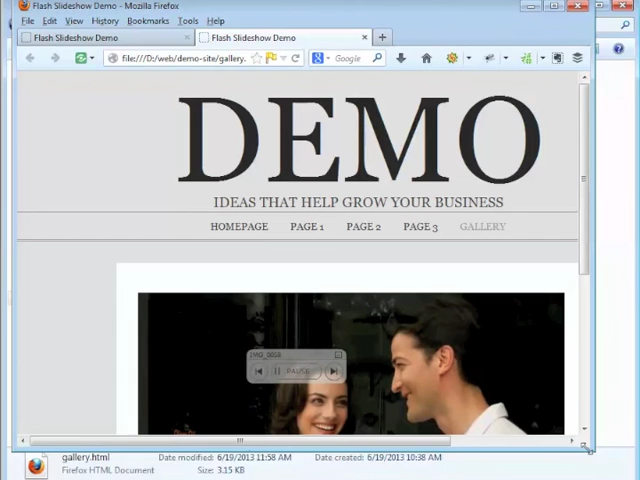 Flash Slideshow Demo - Mozilla Firefox
File Edit View History Bookmarks Tools Help
Flash Slideshow Demo × Flash Slideshow Demo × +
file:///D:/web/demo-site/gallery. Google
DEMO
IDEAS THAT HELP GROW YOUR BUSINESS
HOMEPAGE PAGE 1 PAGE 2 PAGE 3 GALLERY
PAUSE
gallery.html Date modified: 6/19/2013 11:58 AM Date created: 6/19/2013 10:38 AM
Firefox HTML Document Size: 3.15 KB